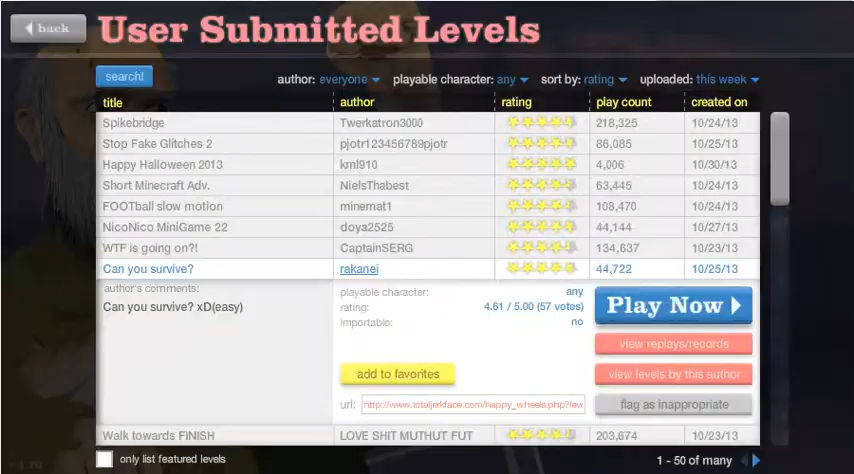 back
User Submitted Levels
search!
author: everyone playable character: any sort by: rating uploaded: this week
title author rating play count created on
Spikebridge Twerkatron3000 218,325 10/24/13
Stop Fake Glitches 2 pjotr123456789pjotr 86,085 10/25/13
Happy Halloween 2013 kml910 4,006 10/30/13
Short Minecraft Adv. NielsThabest 63,445 10/24/13
FOOTball slow motion minemat1 108,470 10/24/13
NicoNico MiniGame 22 doya2525 44,144 10/27/13
WTF is going on?! CaptainSERG 134,637 10/23/13
Can you survive? rakanei 44,722 10/25/13
author's comments:
Can you survive? xD(easy)
playable character: any
rating: 4.61 / 5.00 (57 votes)
importable: no
add to favorites
url: http://www.totaljerkface.com/happy_wheels.php?leve
Play Now
view replays/records
view levels by this author
flag as inappropriate
Walk towards FINISH LOVE SHIT MUTHUT FUT 203,674 10/23/13
only list featured levels
1 - 50 of many